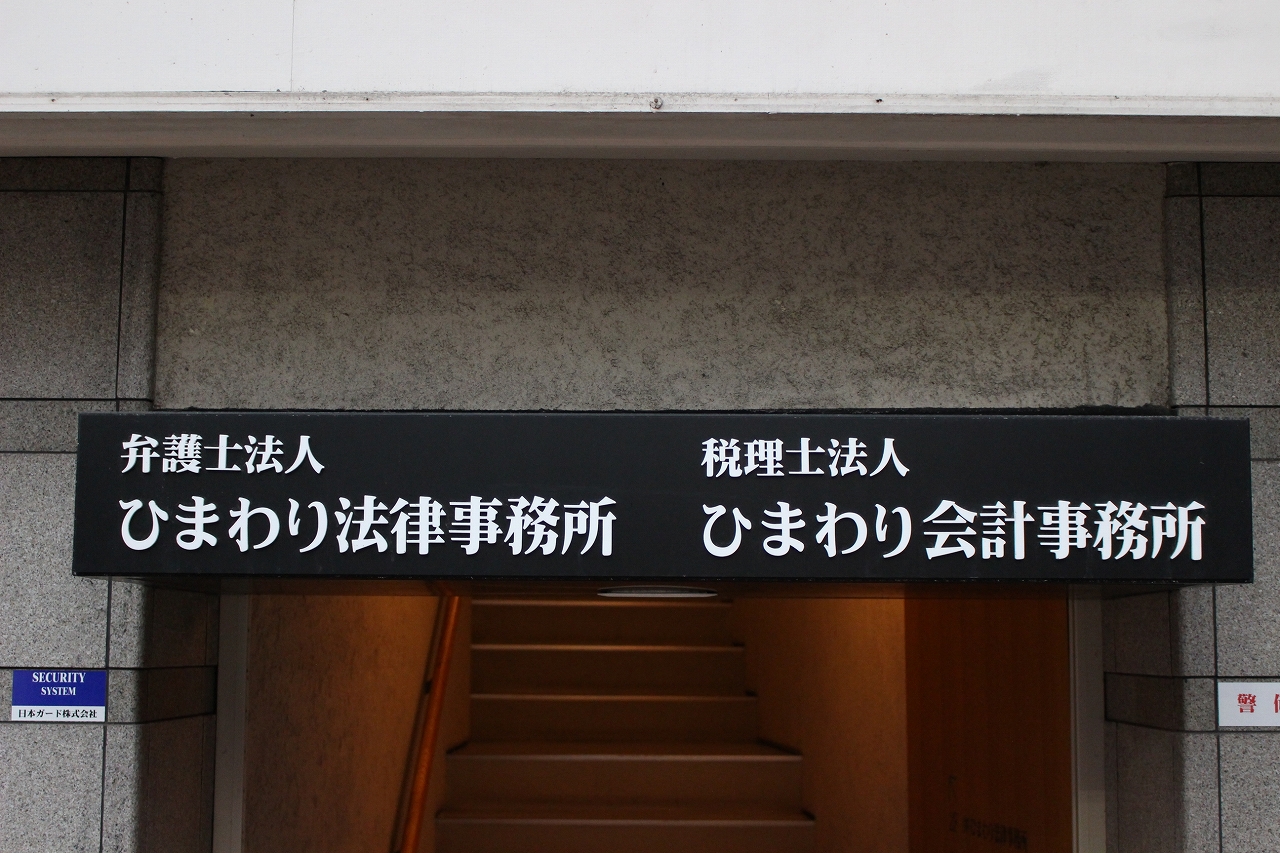 弁護士法人
ひまわり法律事務所
税理士法人
ひまわり会計事務所
SECURITY
SYSTEM
日本ガード株式会社
警